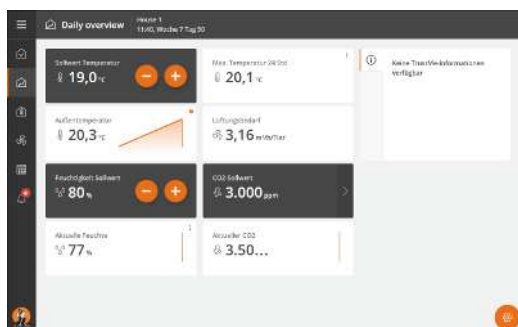 Daily overview
House 1
11:40, Woche 7 Tag 50
Sollwert Temperatur
19,0 °C
Max. Temperatur 24 Std
20,1 °C
Keine TrustMe-Informationen
verfügbar
Außentemperatur
20,3 °C
Lüftungsbedarf
3,16 m³/h/Tier
Feuchtigkeit Sollwert
80 %
CO2 Sollwert
3.000 ppm
Aktuelle Feuchte
77 %
Aktueller CO2
3.50...